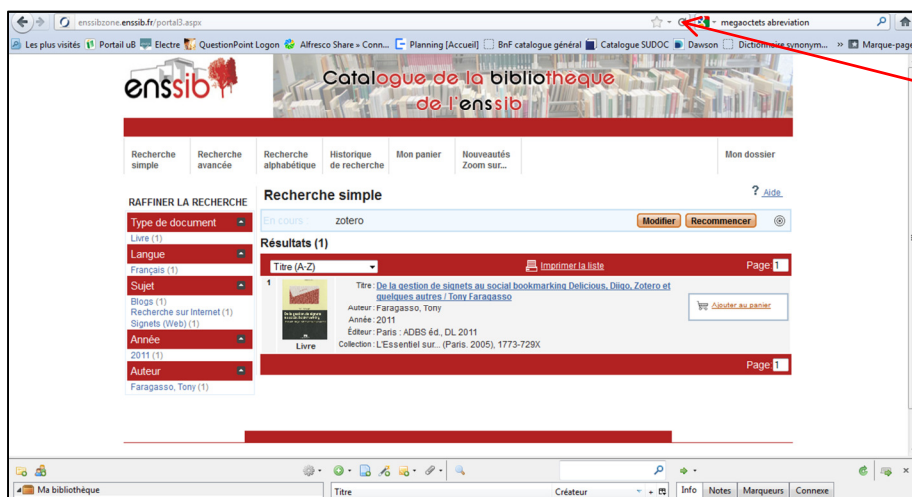 enssibzone.enssib.fr/portal3.aspx
megaoctets abreviation
Les plus visités Portail uB Electre QuestionPoint Logon Alfresco Share » Conn... Planning [Accueil] BnF catalogue général Catalogue SUDOC Dawson Dictionnaire synonym... » Marque-page
enssib
Catalogue de la bibliotheque
de l'enssib
Recherche simple
Recherche avancée
Recherche alphabétique
Historique de recherche
Mon panier
Nouveautés Zoom sur...
Mon dossier
RAFFINER LA RECHERCHE
Type de document
Livre (1)
Langue
Français (1)
Sujet
Blogs (1)
Recherche sur Internet (1)
Signets (Web) (1)
Année
2011 (1)
Auteur
Faragasso, Tony (1)
Recherche simple
? Aide
En cours : zotero
Modifier Recommencer
Résultats (1)
Titre (A-Z)
Imprimer la liste
Page 1
1
Livre
Titre : De la gestion de signets au social bookmarking Delicious, Diigo, Zotero et
quelques autres / Tony Faragasso
Auteur : Faragasso, Tony
Année : 2011
Éditeur : Paris : ADBS éd., DL 2011
Collection : L'Essentiel sur... (Paris. 2005), 1773-729X
Ajouter au panier
Page 1
Ma bibliothèque
Titre
Créateur
Info Notes Marqueurs Connexe